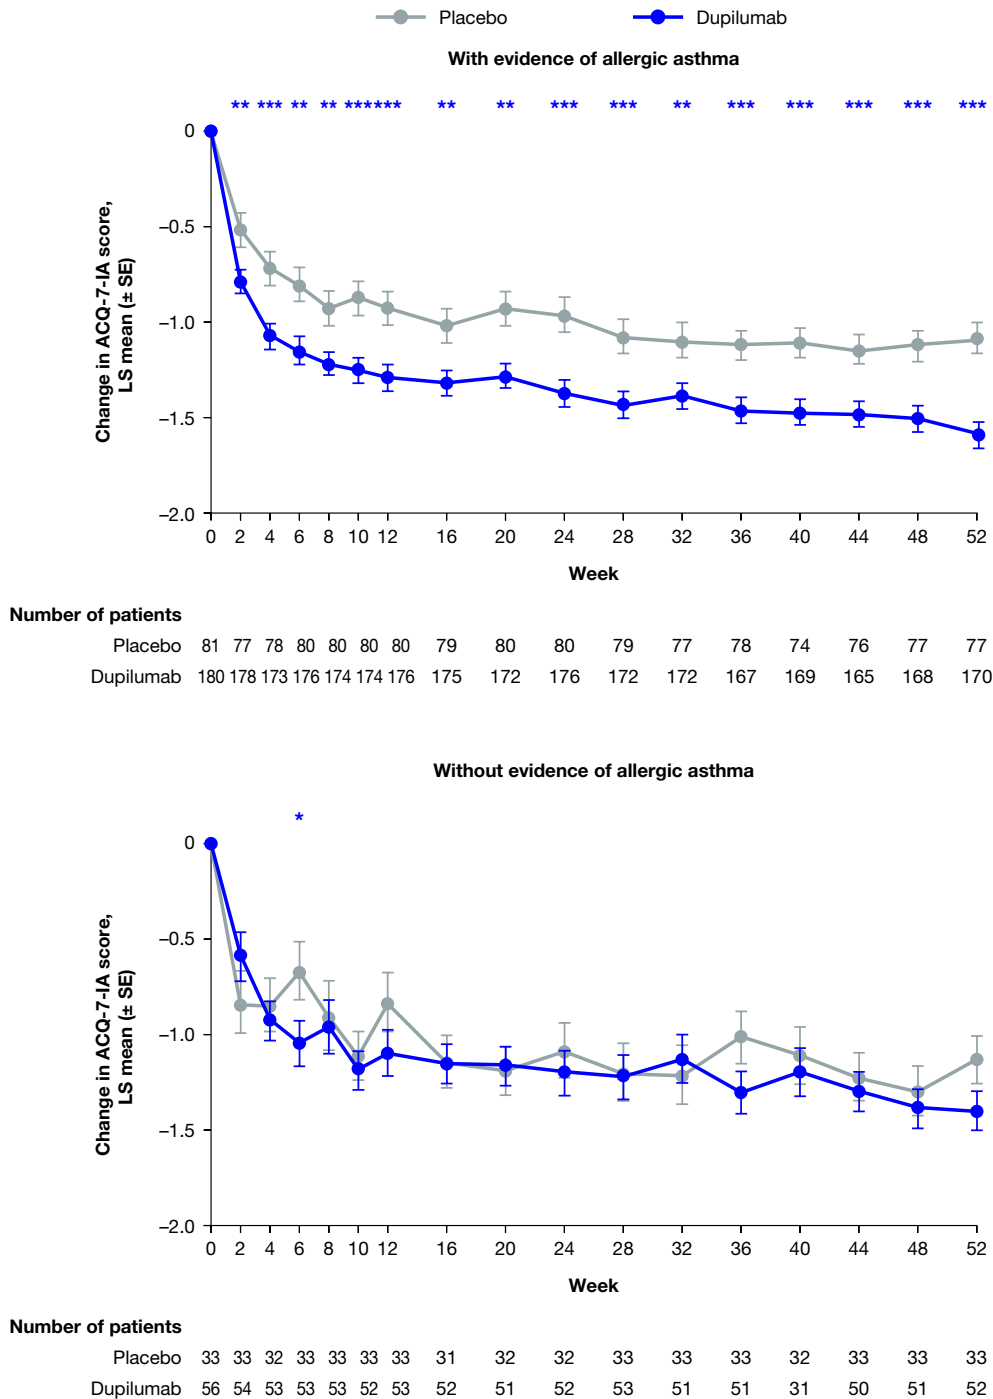 Placebo Dupilumab
With evidence of allergic asthma
** *** ** ** *** *** ** ** *** *** ** *** *** *** *** ***
0
−0.5
−1.0
−1.5
−2.0
Change in ACQ-7-IA score,
LS mean (± SE)
0 2 4 6 8 10 12 16 20 24 28 32 36 40 44 48 52
Week
Number of patients
Placebo 81 77 78 80 80 80 80 79 80 80 79 77 78 74 76 77 77
Dupilumab 180 178 173 176 174 174 176 175 172 176 172 172 167 169 165 168 170
Without evidence of allergic asthma
*
0
−0.5
−1.0
−1.5
−2.0
Change in ACQ-7-IA score,
LS mean (± SE)
0 2 4 6 8 10 12 16 20 24 28 32 36 40 44 48 52
Week
Number of patients
Placebo 33 33 32 33 33 33 33 31 32 32 33 33 33 32 33 33 33
Dupilumab 56 54 53 53 53 52 53 52 51 52 53 51 51 31 50 51 52